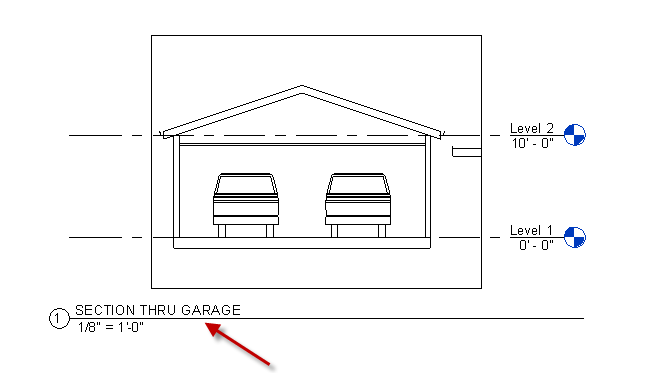 Level 2
10' - 0"
Level 1
0' - 0"
1
SECTION THRU GARAGE
1/8" = 1'-0"